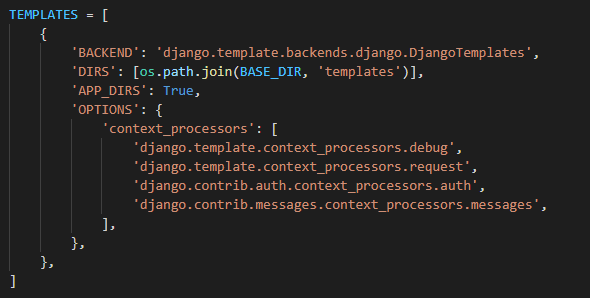 TEMPLATES = [
    {
        'BACKEND': 'django.template.backends.django.DjangoTemplates',
        'DIRS': [os.path.join(BASE_DIR, 'templates')],
        'APP_DIRS': True,
        'OPTIONS': {
            'context_processors': [
                'django.template.context_processors.debug',
                'django.template.context_processors.request',
                'django.contrib.auth.context_processors.auth',
                'django.contrib.messages.context_processors.messages',
            ],
        },
    },
]